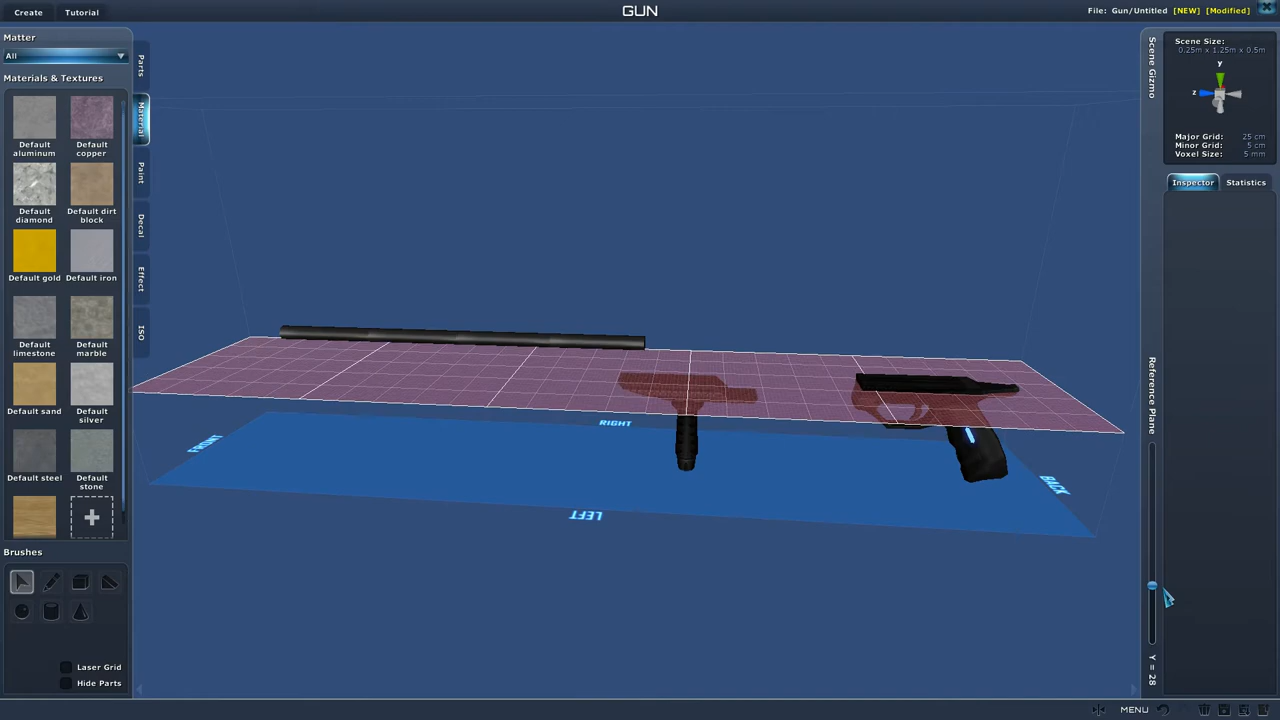 Create
Tutorial
GUN
File: Gun/Untitled [NEW] [Modified]
Matter
All
Materials & Textures
Default aluminum
Default copper
Default diamond
Default dirt block
Default gold
Default iron
Default limestone
Default marble
Default sand
Default silver
Default steel
Default stone
Brushes
Laser Grid
Hide Parts
Parts
Material
Paint
Decal
Effect
ISO
FRONT
RIGHT
LEFT
BACK
Scene Gizmo
Scene Size:
0.25m x 1.25m x 0.5m
y
z
Major Grid: 25 cm
Minor Grid: 5 cm
Voxel Size: 5 mm
Inspector
Statistics
Reference Plane
Y = 28
MENU